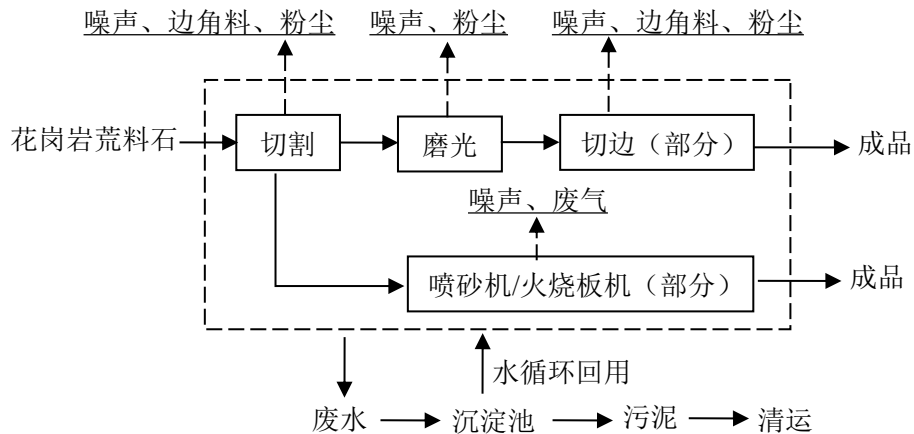 噪声、边角料、粉尘
噪声、粉尘
噪声、边角料、粉尘
花岗岩荒料石
切割
磨光
切边（部分）
成品
噪声、废气
喷砂机/火烧板机（部分）
成品
水循环回用
废水
沉淀池
污泥
清运